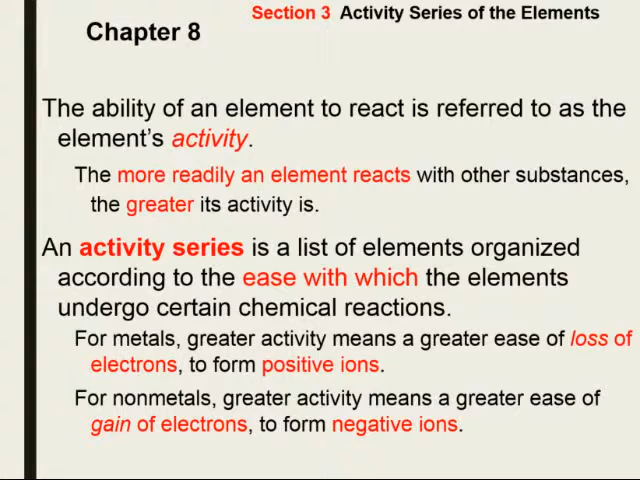 Section 3 Activity Series of the Elements
Chapter 8
The ability of an element to react is referred to as the
element's activity.
The more readily an element reacts with other substances,
the greater its activity is.
An activity series is a list of elements organized
according to the ease with which the elements
undergo certain chemical reactions.
For metals, greater activity means a greater ease of loss of
electrons, to form positive ions.
For nonmetals, greater activity means a greater ease of
gain of electrons, to form negative ions.